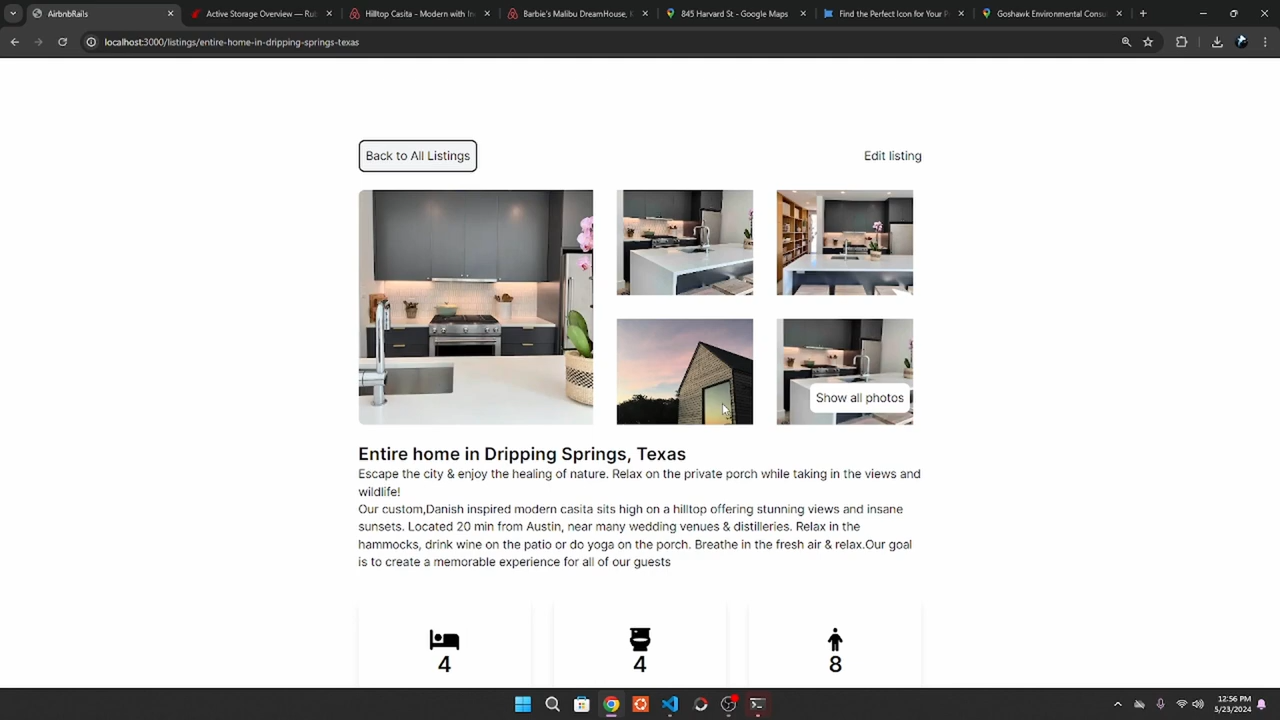 AirbnbRails
Active Storage Overview — Ru
Hilltop Casita - Modern with In
Barbie's Malibu DreamHouse, K
845 Harvard St - Google Maps
Find the Perfect Icon for Your P
Goshawk Environmental Consu
localhost:3000/listings/entire-home-in-dripping-springs-texas
Back to All Listings
Edit listing
Show all photos
Entire home in Dripping Springs, Texas
Escape the city & enjoy the healing of nature. Relax on the private porch while taking in the views and
wildlife!
Our custom,Danish inspired modern casita sits high on a hilltop offering stunning views and insane
sunsets. Located 20 min from Austin, near many wedding venues & distilleries. Relax in the
hammocks, drink wine on the patio or do yoga on the porch. Breathe in the fresh air & relax.Our goal
is to create a memorable experience for all of our guests
4
4
8
12:56 PM
5/23/2024